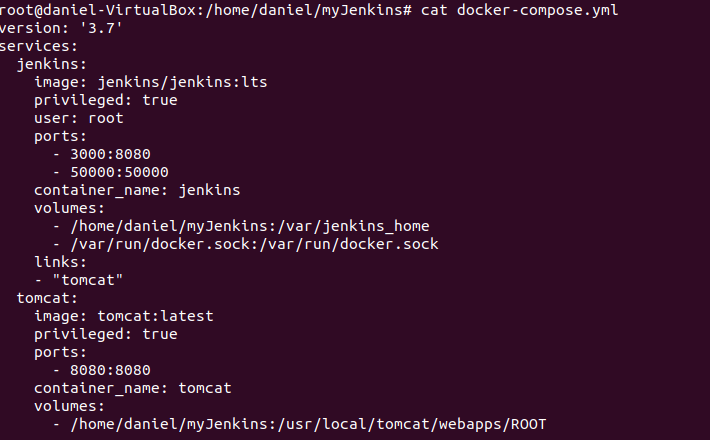 root@daniel-VirtualBox:/home/daniel/myJenkins# cat docker-compose.yml
version: '3.7'
services:
  jenkins:
    image: jenkins/jenkins:lts
    privileged: true
    user: root
    ports:
      - 3000:8080
      - 50000:50000
    container_name: jenkins
    volumes:
      - /home/daniel/myJenkins:/var/jenkins_home
      - /var/run/docker.sock:/var/run/docker.sock
    links:
    - "tomcat"
  tomcat:
    image: tomcat:latest
    privileged: true
    ports:
      - 8080:8080
    container_name: tomcat
    volumes:
      - /home/daniel/myJenkins:/usr/local/tomcat/webapps/ROOT